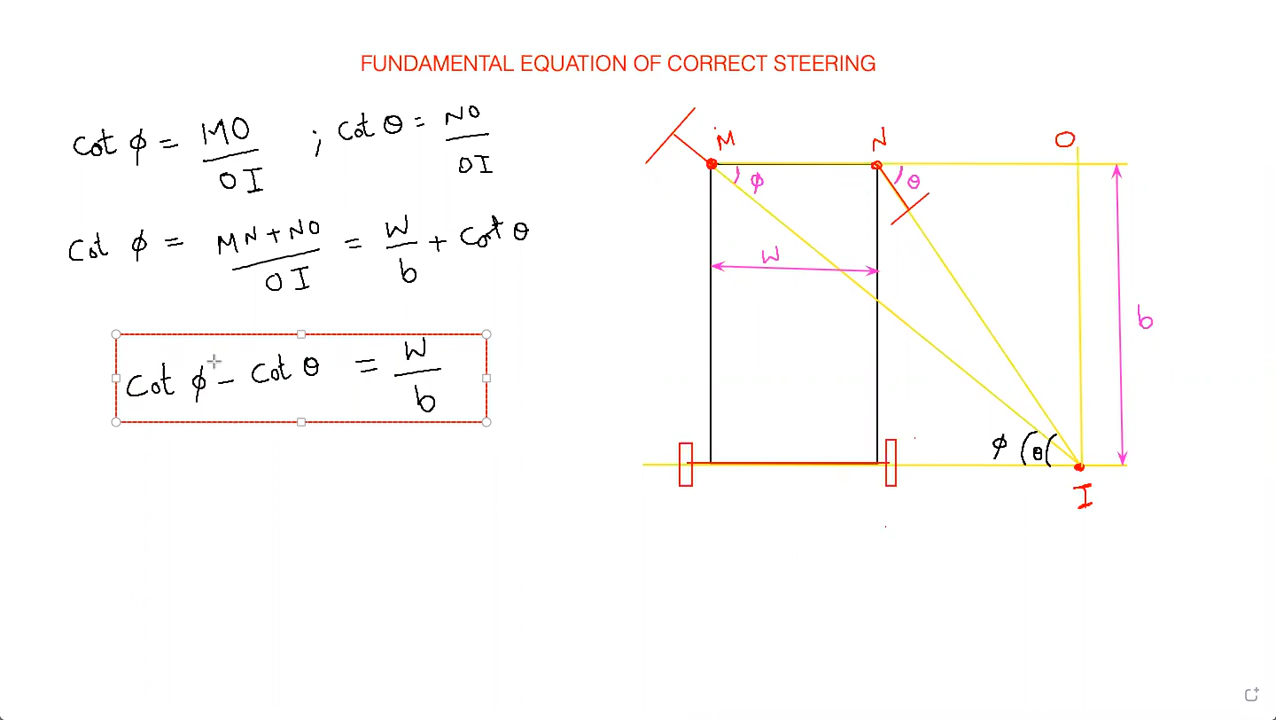 FUNDAMENTAL EQUATION OF CORRECT STEERING
Cot φ = MO / OI ; Cot θ = NO / OI
Cot φ = MN + NO / OI = W / b + Cot θ
Cot φ - Cot θ = W / b
M
N
O
φ
θ
W
b
φ
θ
I